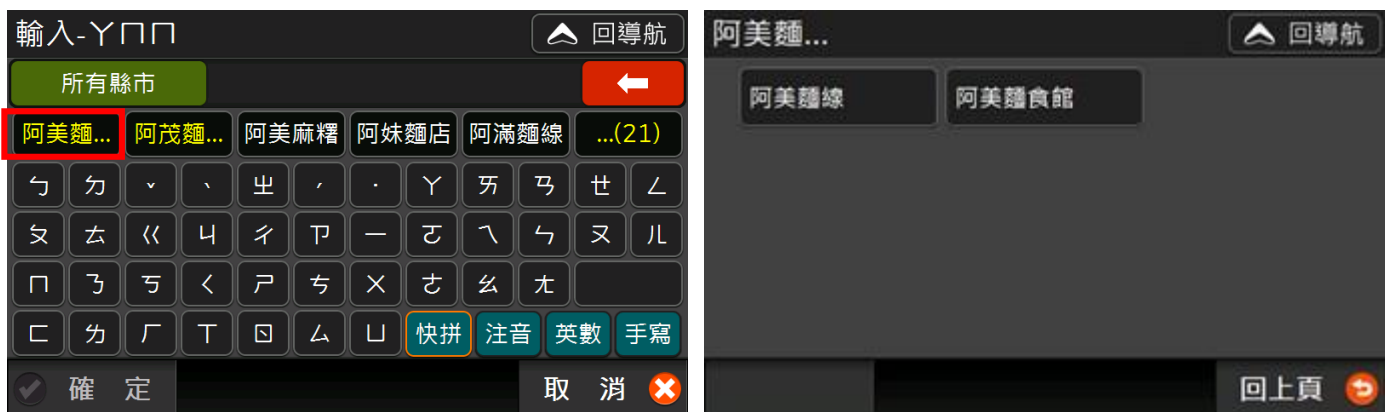 輸入-ㄚㄇㄇ
回導航
所有縣市
阿美麵... 阿茂麵... 阿美麻糬 阿妹麵店 阿滿麵線 ...(21)
ㄅ ㄉ ˇ ˋ ㄓ ˊ ˙ ㄚ ㄞ ㄢ ㄝ ㄥ
ㄆ ㄊ ㄍ ㄐ ㄔ ㄗ ㄧ ㄛ ㄟ ㄣ ㄡ ㄦ
ㄇ ㄋ ㄎ ㄑ ㄕ ㄘ ㄨ ㄜ ㄠ ㄤ
ㄈ ㄌ ㄏ ㄒ ㄖ ㄙ ㄩ 快拼 注音 英數 手寫
確 定
取 消
阿美麵...
回導航
阿美麵線 阿美麵食館
回上頁